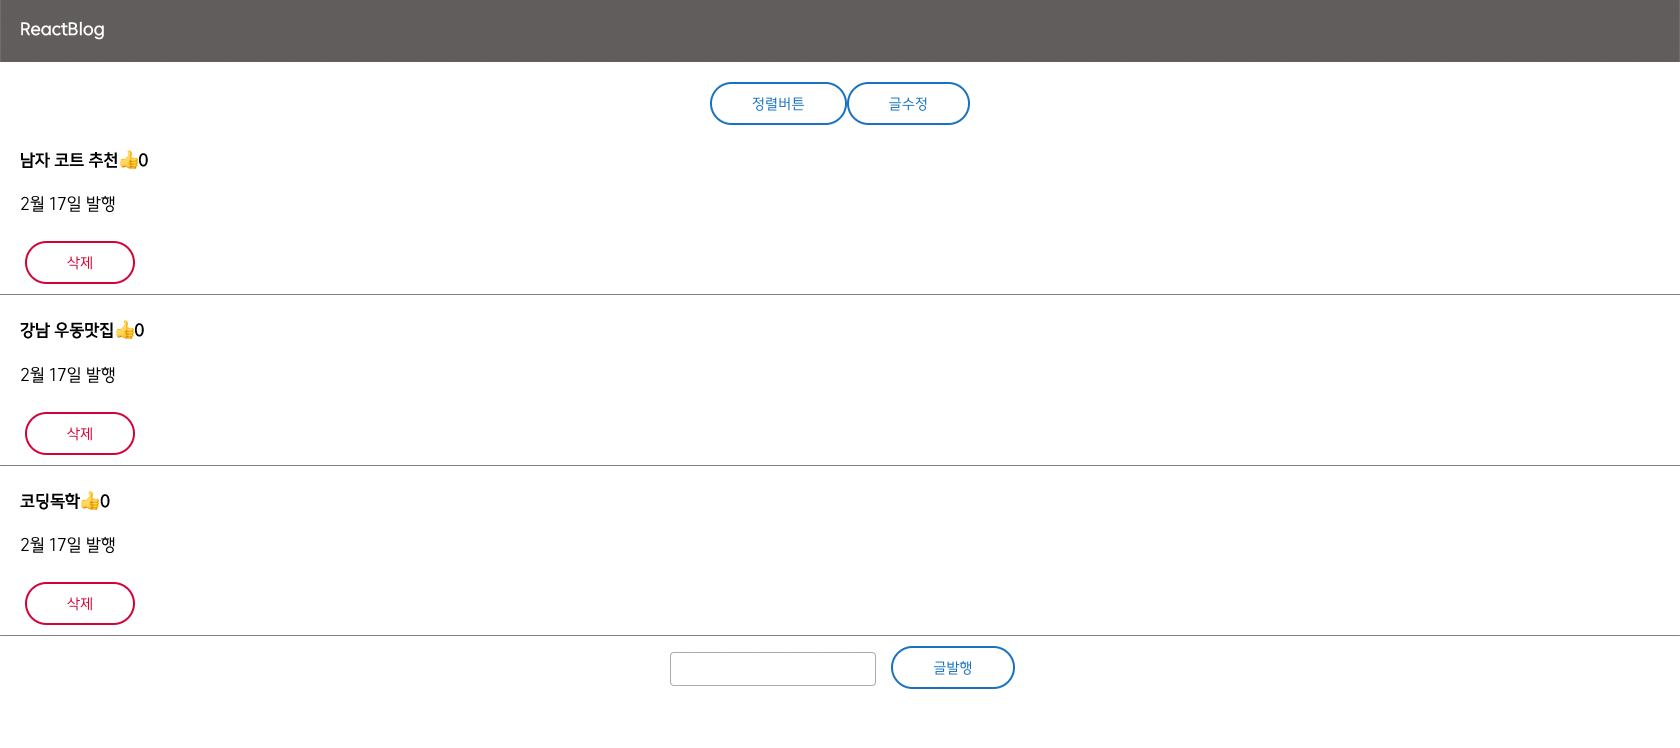 ReactBlog
정렬버튼 글수정
남자 코트 추천👍0
2월 17일 발행
삭제
강남 우동맛집👍0
2월 17일 발행
삭제
코딩독학👍0
2월 17일 발행
삭제
글발행